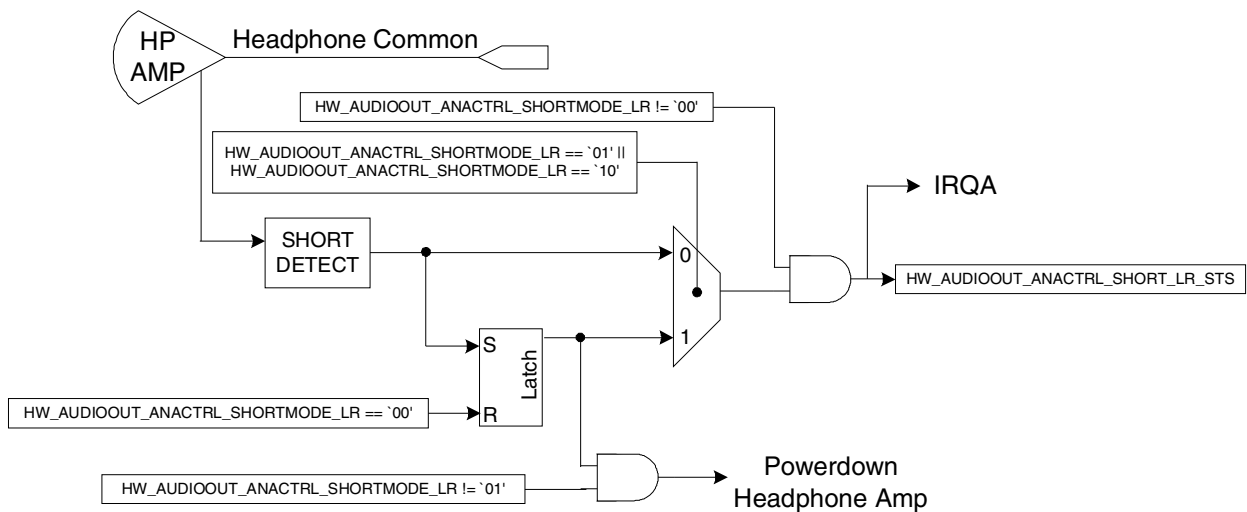 HP
AMP
Headphone Common
HW_AUDIOOUT_ANACTRL_SHORTMODE_LR != `00'
HW_AUDIOOUT_ANACTRL_SHORTMODE_LR == `01' ||
HW_AUDIOOUT_ANACTRL_SHORTMODE_LR == `10'
IRQA
SHORT
DETECT
0
HW_AUDIOOUT_ANACTRL_SHORT_LR_STS
1
S
Latch
R
HW_AUDIOOUT_ANACTRL_SHORTMODE_LR == `00'
HW_AUDIOOUT_ANACTRL_SHORTMODE_LR != `01'
Powerdown
Headphone Amp